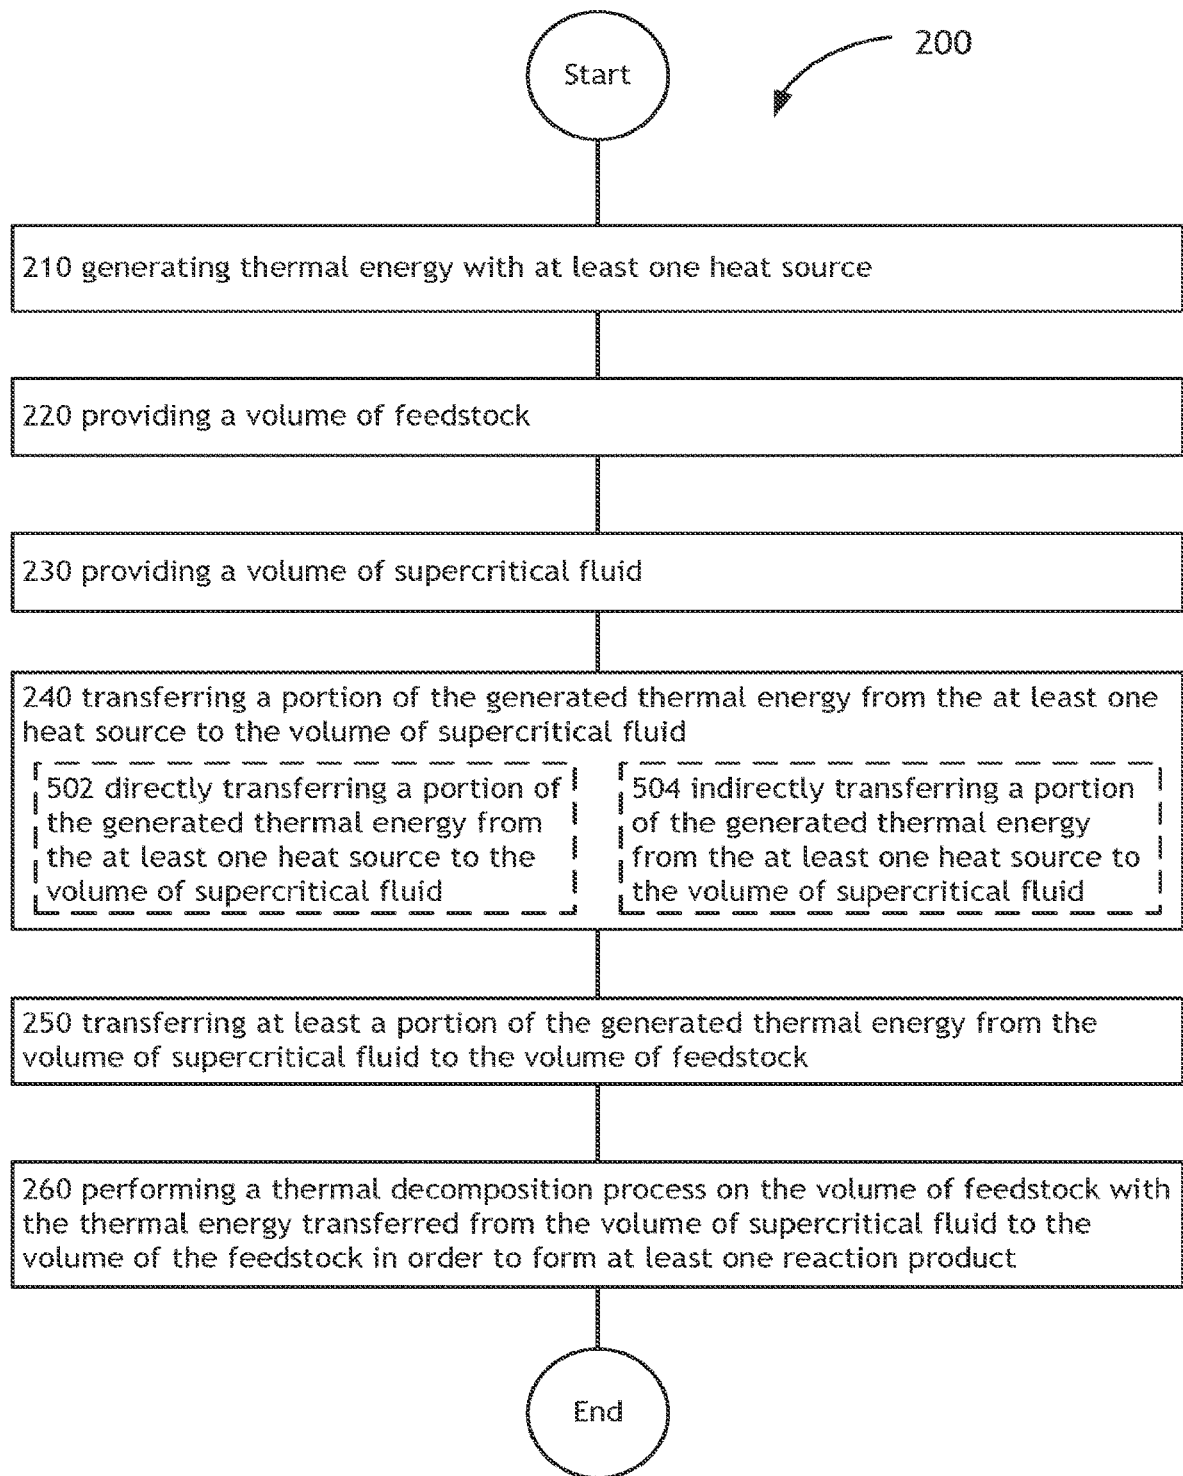 Start
200
210 generating thermal energy with at least one heat source
220 providing a volume of feedstock
230 providing a volume of supercritical fluid
240 transferring a portion of the generated thermal energy from the at least one
heat source to the volume of supercritical fluid
502 directly transferring a portion of
the generated thermal energy from
the at least one heat source to the
volume of supercritical fluid
504 indirectly transferring a portion
of the generated thermal energy
from the at least one heat source to
the volume of supercritical fluid
250 transferring at least a portion of the generated thermal energy from the
volume of supercritical fluid to the volume of feedstock
260 performing a thermal decomposition process on the volume of feedstock with
the thermal energy transferred from the volume of supercritical fluid to the
volume of the feedstock in order to form at least one reaction product
End